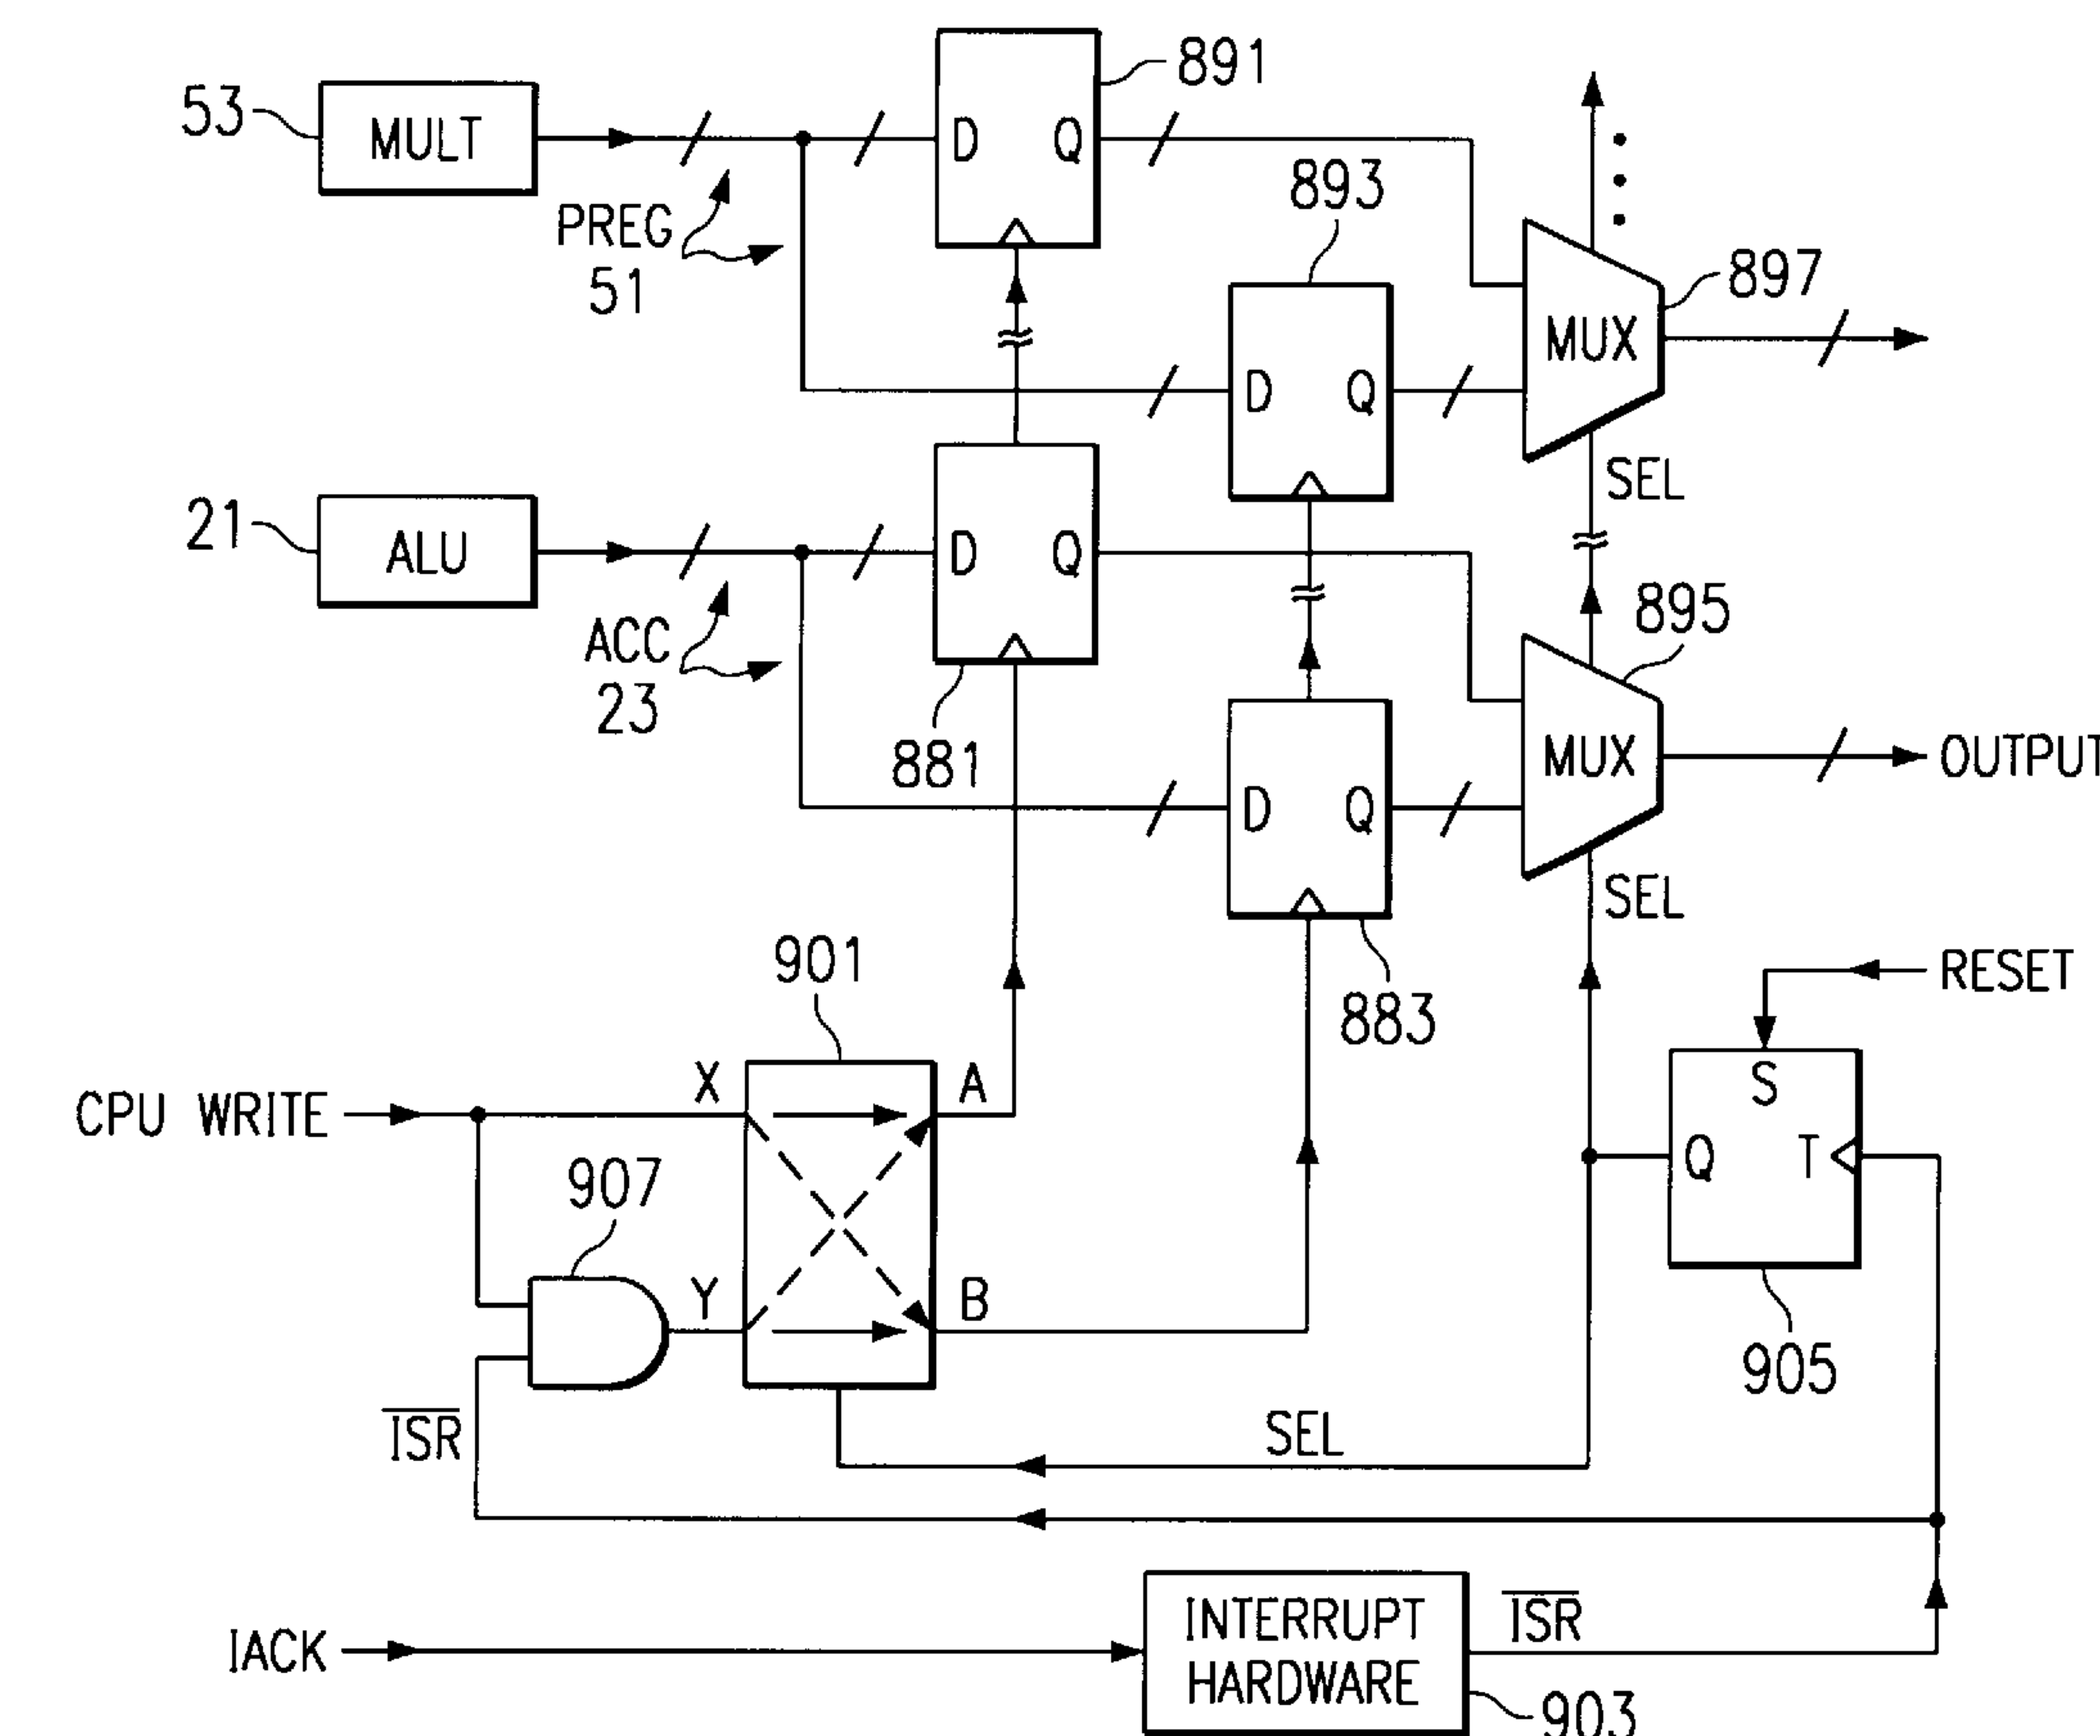 891
53
MULT
D Q
893
PREG
51
897
MUX
D Q
SEL
21
ALU
D Q
895
ACC
23
881
MUX
OUTPUT
D Q
SEL
901
RESET
883
S
X
A
CPU WRITE
907
Q T
Y
B
905
ISR
SEL
ISR
IACK
INTERRUPT
HARDWARE
903